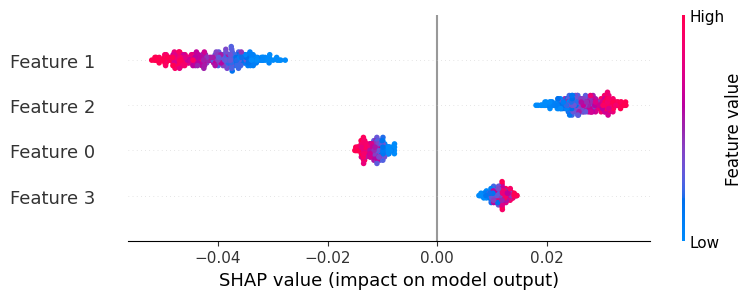 High
Feature 1
Feature 2
Feature 0
Feature 3
Feature value
Low
−0.04 −0.02 0.00 0.02
SHAP value (impact on model output)